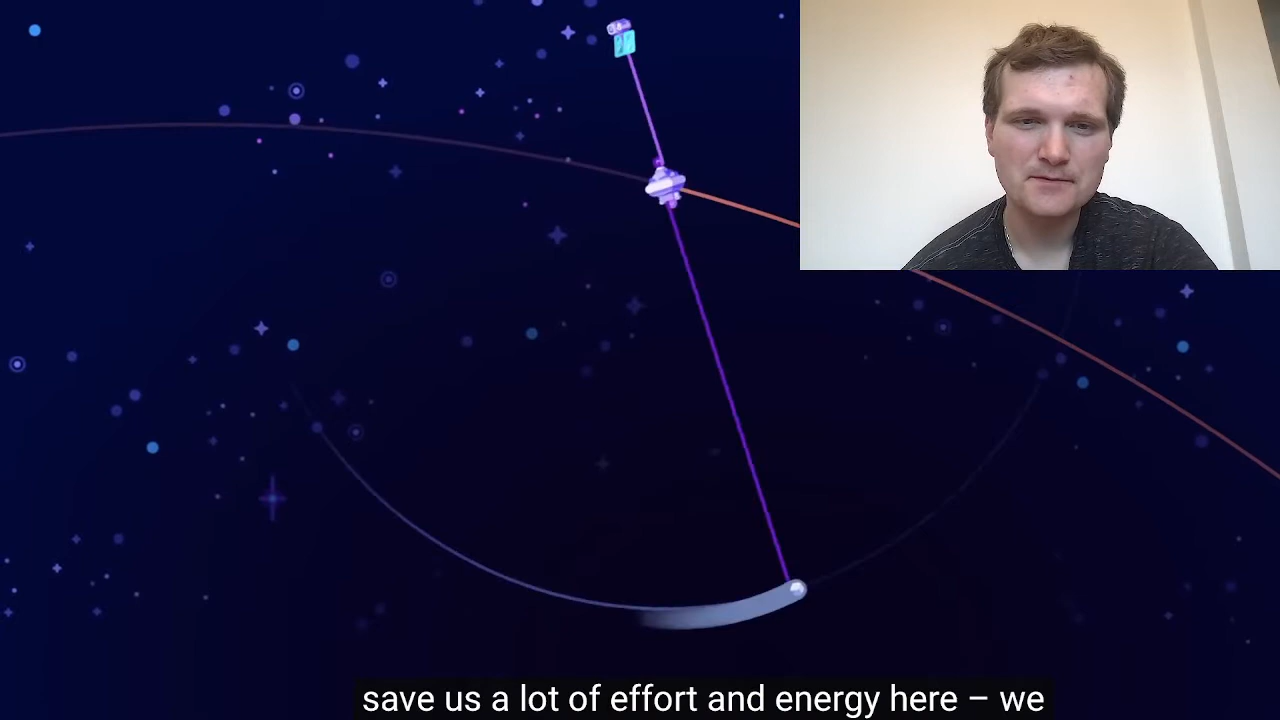 save us a lot of effort and energy here – we